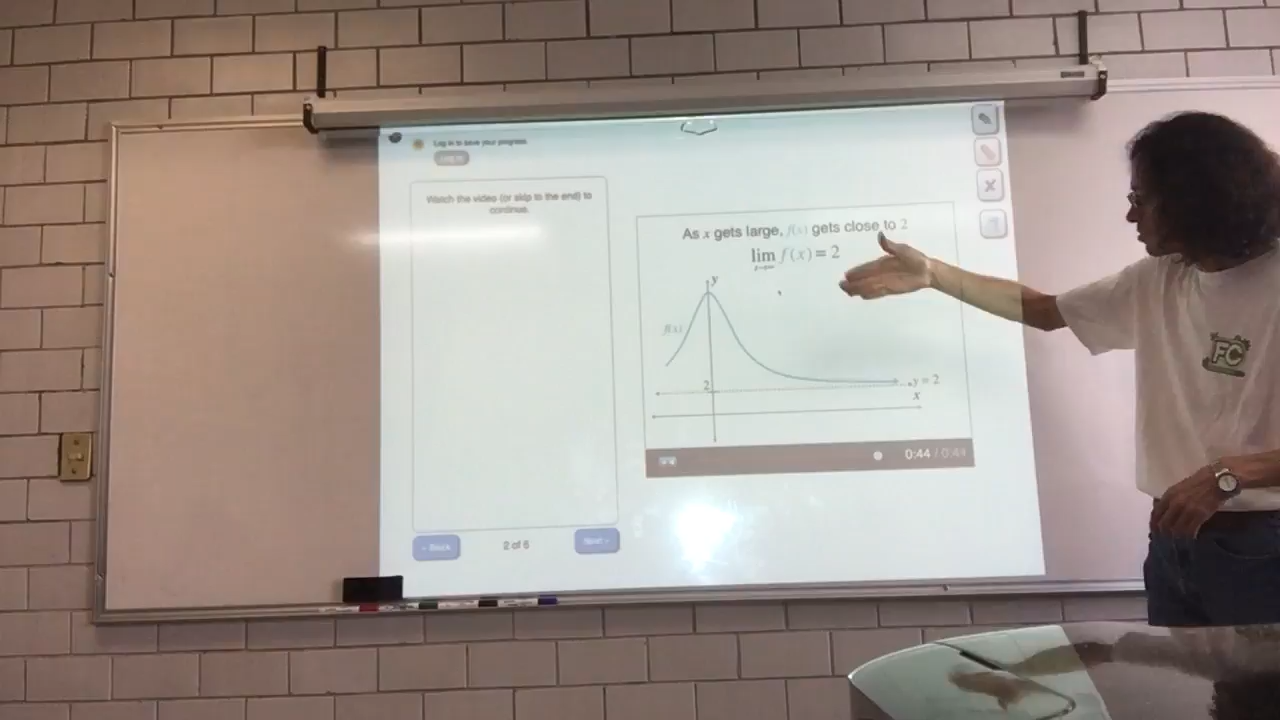 Log in to save your progress
Log in
Watch the video (or skip to the end) to
continue.
As x gets large, f(x) gets close to 2
lim f(x) = 2
x→∞
y
f(x)
2
y = 2
x
0:44 / 0:44
< Back
2 of 6
Next >
FC